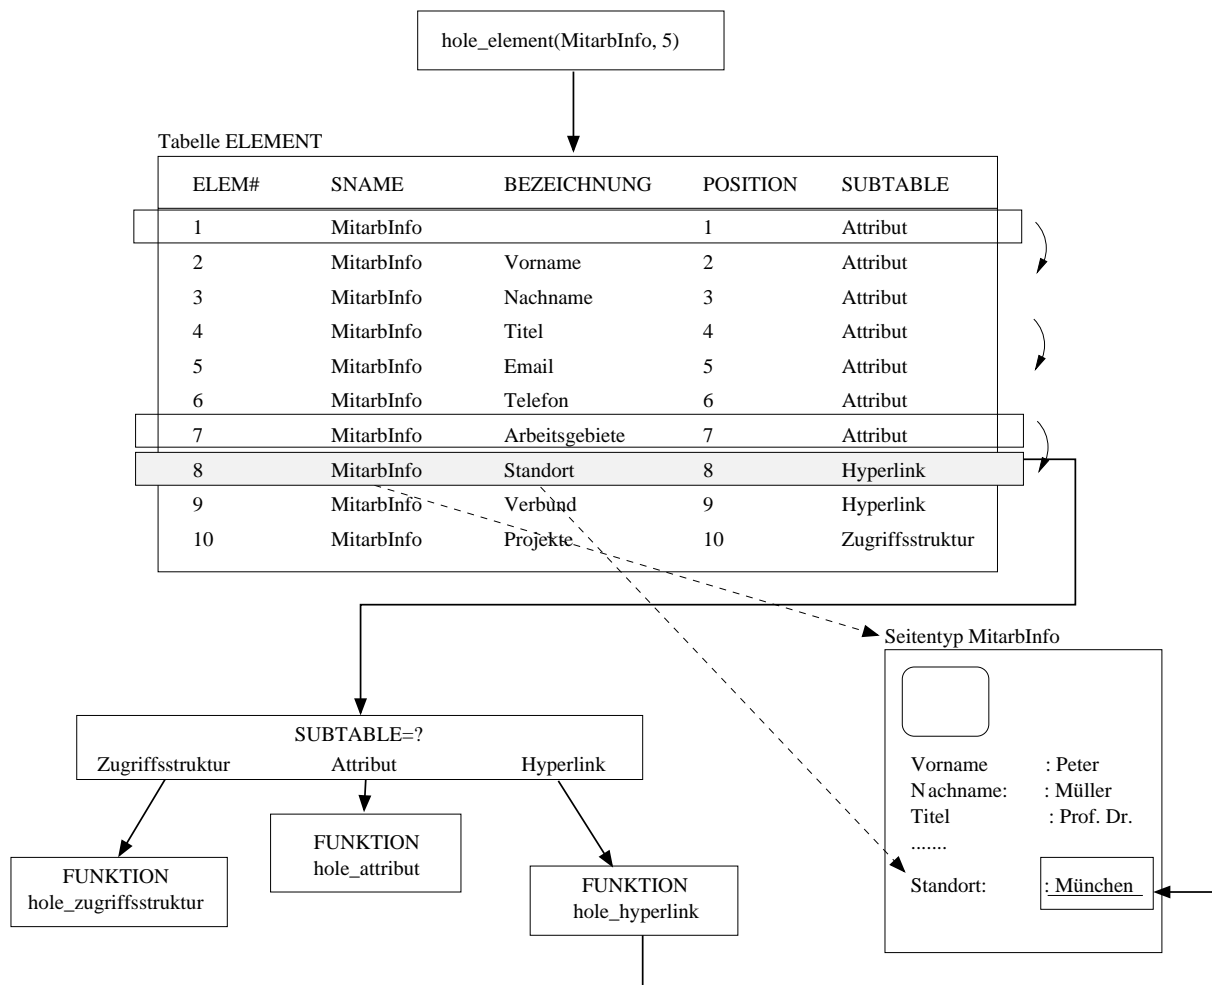 hole_element(MitarbInfo, 5)
Tabelle ELEMENT
ELEM# SNAME BEZEICHNUNG POSITION SUBTABLE
1 MitarbInfo 1 Attribut
2 MitarbInfo Vorname 2 Attribut
3 MitarbInfo Nachname 3 Attribut
4 MitarbInfo Titel 4 Attribut
5 MitarbInfo Email 5 Attribut
6 MitarbInfo Telefon 6 Attribut
7 MitarbInfo Arbeitsgebiete 7 Attribut
8 MitarbInfo Standort 8 Hyperlink
9 MitarbInfo Verbund 9 Hyperlink
10 MitarbInfo Projekte 10 Zugriffsstruktur
SUBTABLE=?
Zugriffsstruktur Attribut Hyperlink
FUNKTION
hole_zugriffsstruktur
FUNKTION
hole_attribut
FUNKTION
hole_hyperlink
Seitentyp MitarbInfo
Vorname : Peter
Nachname: : Müller
Titel : Prof. Dr.
.......
Standort: : München